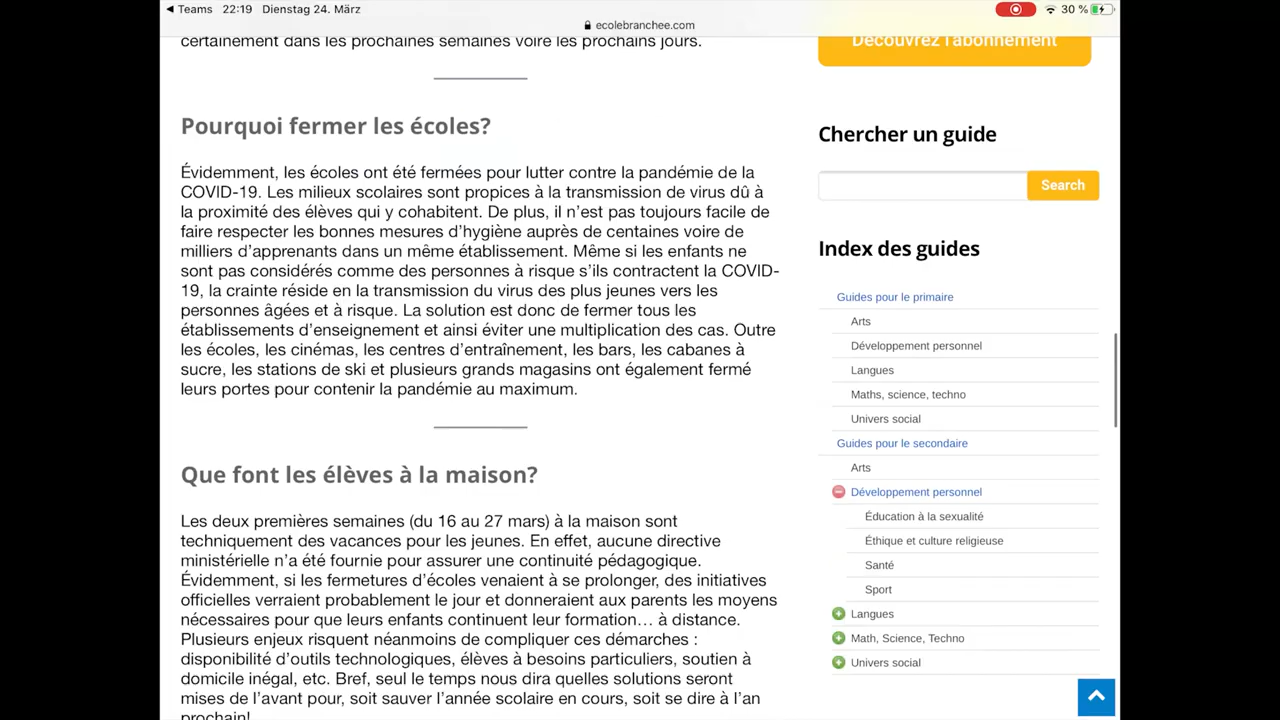 Teams 22:19 Dienstag 24. März 30 %
ecolebranchee.com
certainement dans les prochaines semaines voire les prochains jours.
Découvrez l'abonnement
Pourquoi fermer les écoles?
Évidemment, les écoles ont été fermées pour lutter contre la pandémie de la
COVID-19. Les milieux scolaires sont propices à la transmission de virus dû à
la proximité des élèves qui y cohabitent. De plus, il n’est pas toujours facile de
faire respecter les bonnes mesures d’hygiène auprès de centaines voire de
milliers d’apprenants dans un même établissement. Même si les enfants ne
sont pas considérés comme des personnes à risque s’ils contractent la COVID-
19, la crainte réside en la transmission du virus des plus jeunes vers les
personnes âgées et à risque. La solution est donc de fermer tous les
établissements d’enseignement et ainsi éviter une multiplication des cas. Outre
les écoles, les cinémas, les centres d’entraînement, les bars, les cabanes à
sucre, les stations de ski et plusieurs grands magasins ont également fermé
leurs portes pour contenir la pandémie au maximum.
Que font les élèves à la maison?
Les deux premières semaines (du 16 au 27 mars) à la maison sont
techniquement des vacances pour les jeunes. En effet, aucune directive
ministérielle n’a été fournie pour assurer une continuité pédagogique.
Évidemment, si les fermetures d’écoles venaient à se prolonger, des initiatives
officielles verraient probablement le jour et donneraient aux parents les moyens
nécessaires pour que leurs enfants continuent leur formation… à distance.
Plusieurs enjeux risquent néanmoins de compliquer ces démarches :
disponibilité d’outils technologiques, élèves à besoins particuliers, soutien à
domicile inégal, etc. Bref, seul le temps nous dira quelles solutions seront
mises de l’avant pour, soit sauver l’année scolaire en cours, soit se dire à l’an
prochain!
Chercher un guide
Search
Index des guides
Guides pour le primaire
Arts
Développement personnel
Langues
Maths, science, techno
Univers social
Guides pour le secondaire
Arts
Développement personnel
Éducation à la sexualité
Éthique et culture religieuse
Santé
Sport
Langues
Math, Science, Techno
Univers social